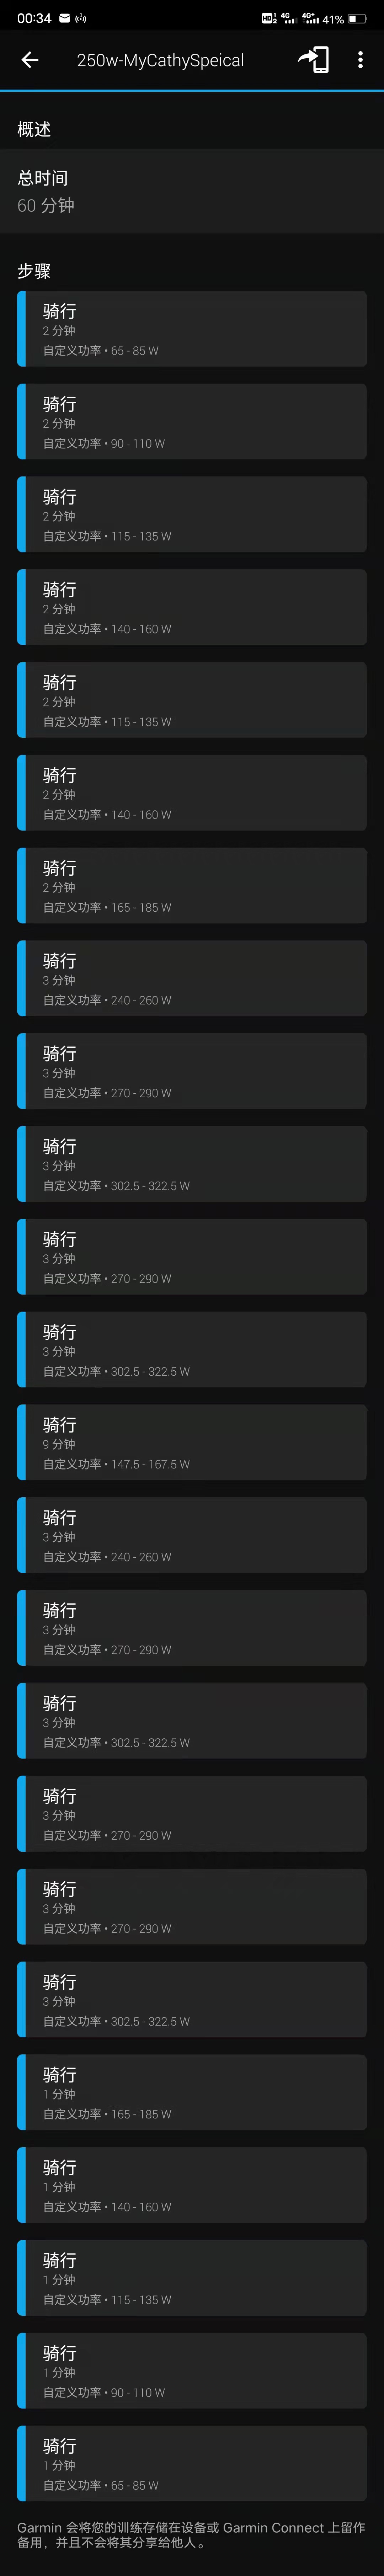 00:34
HD 1 2 4G 4G+ 41%
250w-MyCathySpeical
概述
总时间
60 分钟
步骤
骑行
2 分钟
自定义功率 • 65 - 85 W
骑行
2 分钟
自定义功率 • 90 - 110 W
骑行
2 分钟
自定义功率 • 115 - 135 W
骑行
2 分钟
自定义功率 • 140 - 160 W
骑行
2 分钟
自定义功率 • 115 - 135 W
骑行
2 分钟
自定义功率 • 140 - 160 W
骑行
2 分钟
自定义功率 • 165 - 185 W
骑行
3 分钟
自定义功率 • 240 - 260 W
骑行
3 分钟
自定义功率 • 270 - 290 W
骑行
3 分钟
自定义功率 • 302.5 - 322.5 W
骑行
3 分钟
自定义功率 • 270 - 290 W
骑行
3 分钟
自定义功率 • 302.5 - 322.5 W
骑行
9 分钟
自定义功率 • 147.5 - 167.5 W
骑行
3 分钟
自定义功率 • 240 - 260 W
骑行
3 分钟
自定义功率 • 270 - 290 W
骑行
3 分钟
自定义功率 • 302.5 - 322.5 W
骑行
3 分钟
自定义功率 • 270 - 290 W
骑行
3 分钟
自定义功率 • 270 - 290 W
骑行
3 分钟
自定义功率 • 302.5 - 322.5 W
骑行
1 分钟
自定义功率 • 165 - 185 W
骑行
1 分钟
自定义功率 • 140 - 160 W
骑行
1 分钟
自定义功率 • 115 - 135 W
骑行
1 分钟
自定义功率 • 90 - 110 W
骑行
1 分钟
自定义功率 • 65 - 85 W
Garmin 会将您的训练存储在设备或 Garmin Connect 上留作
备用，并且不会将其分享给他人。